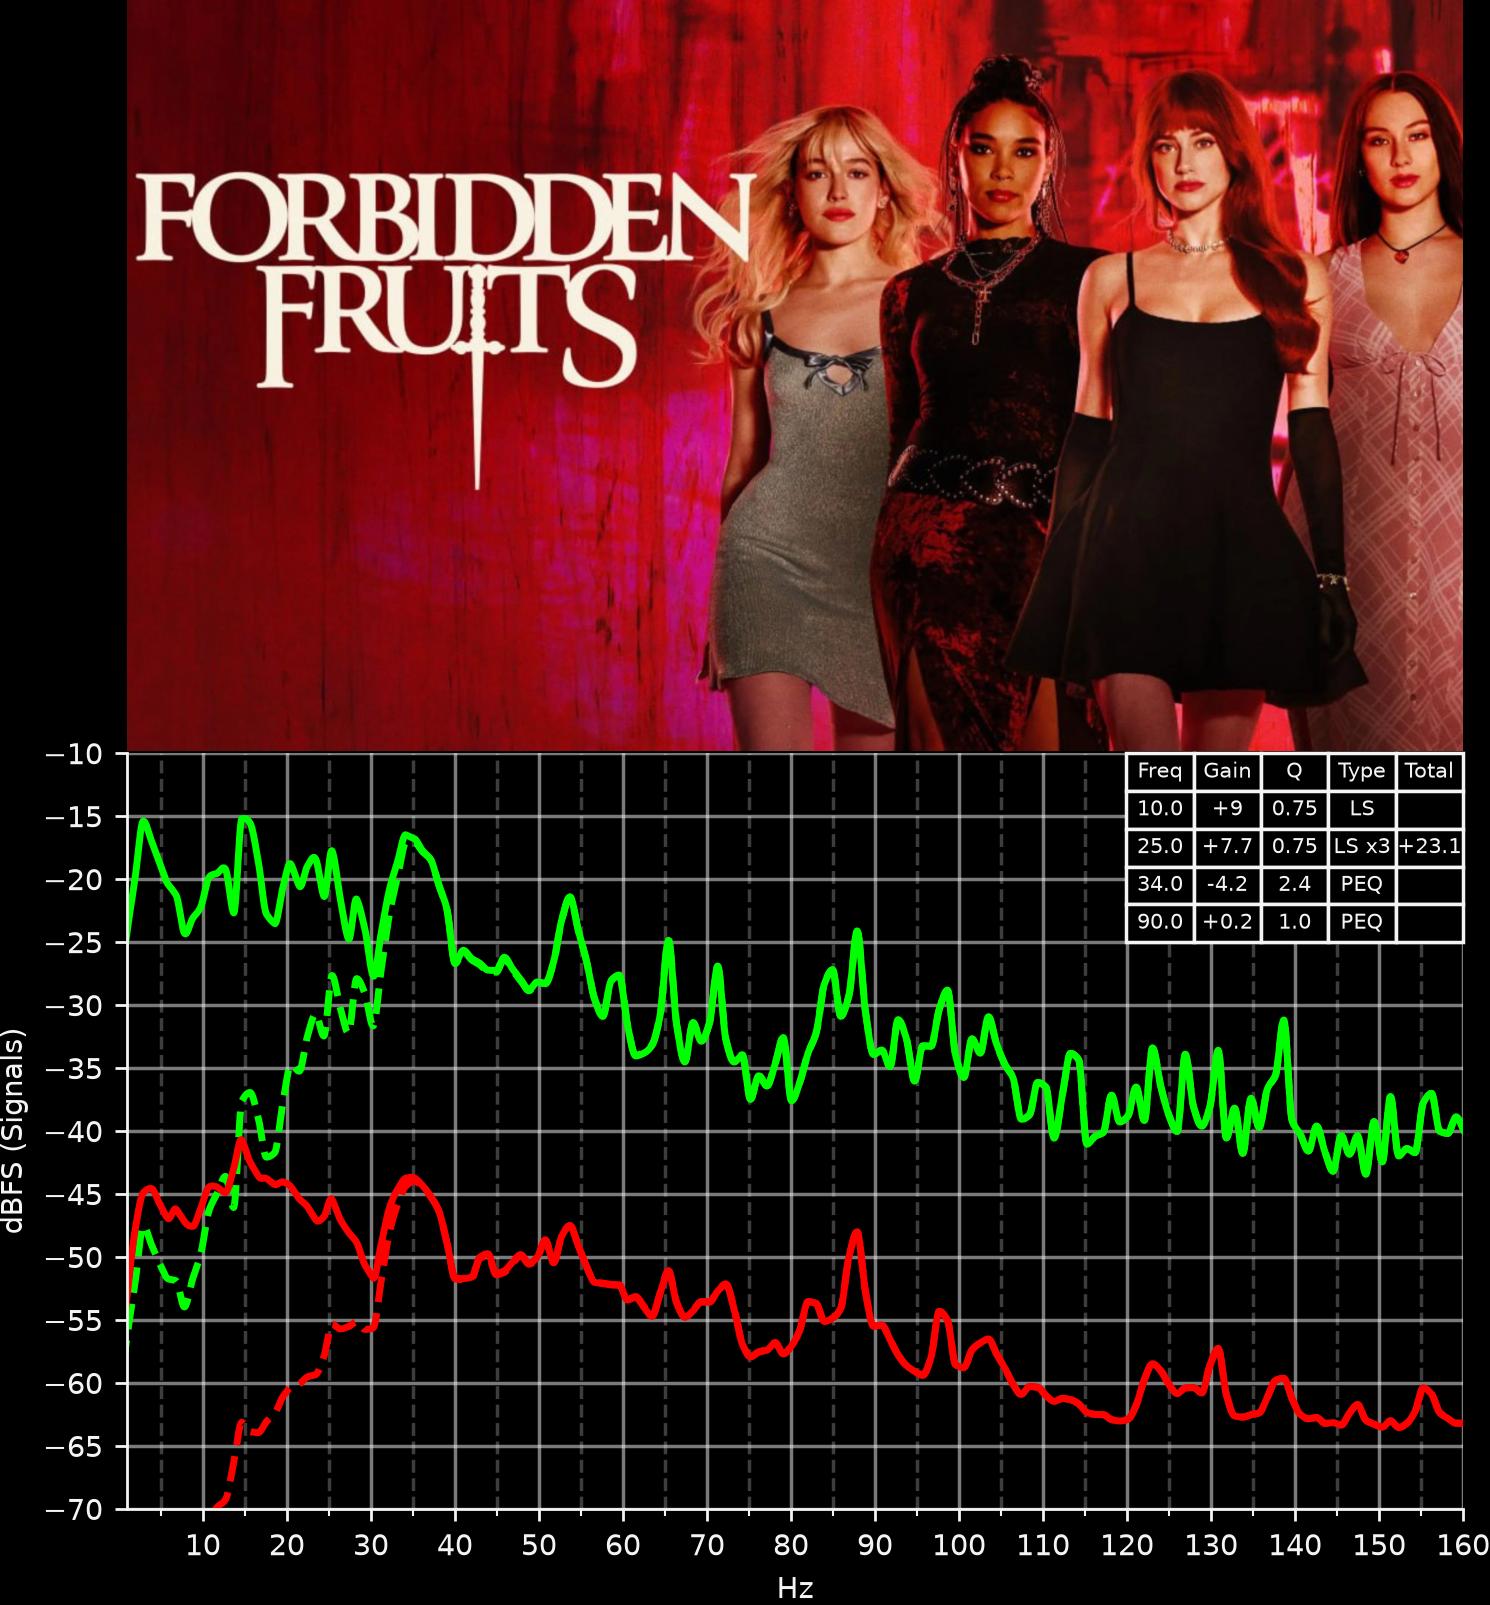 FORBIDDEN
FRUITS
Freq Gain Q Type Total
10.0 +9 0.75 LS
25.0 +7.7 0.75 LS x3 +23.1
34.0 -4.2 2.4 PEQ
90.0 +0.2 1.0 PEQ
−10
−15
−20
−25
−30
−35
−40
−45
−50
−55
−60
−65
−70
dBFS (Signals)
10 20 30 40 50 60 70 80 90 100 110 120 130 140 150 160
Hz